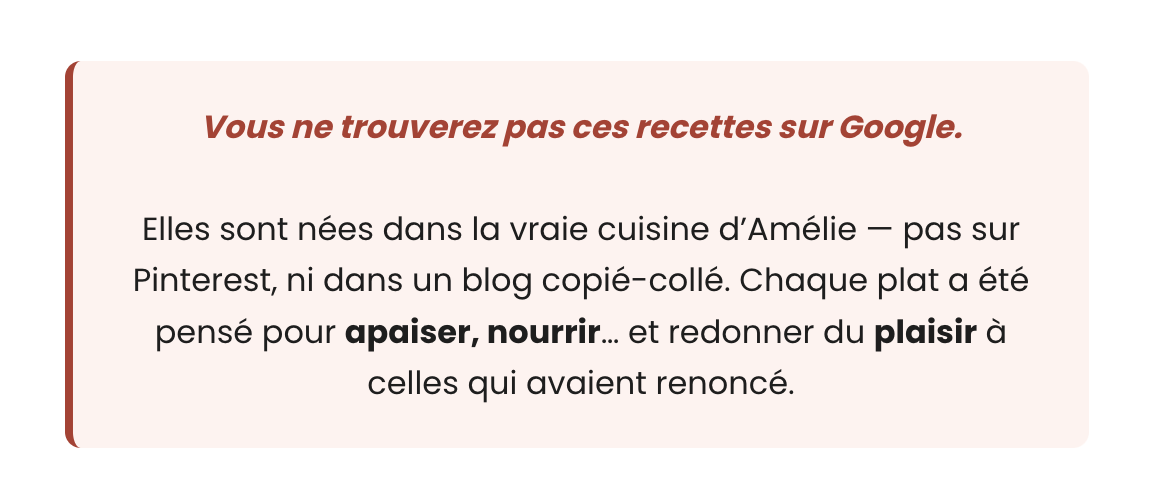 Vous ne trouverez pas ces recettes sur Google.
Elles sont nées dans la vraie cuisine d’Amélie — pas sur
Pinterest, ni dans un blog copié-collé. Chaque plat a été
pensé pour apaiser, nourrir… et redonner du plaisir à
celles qui avaient renoncé.